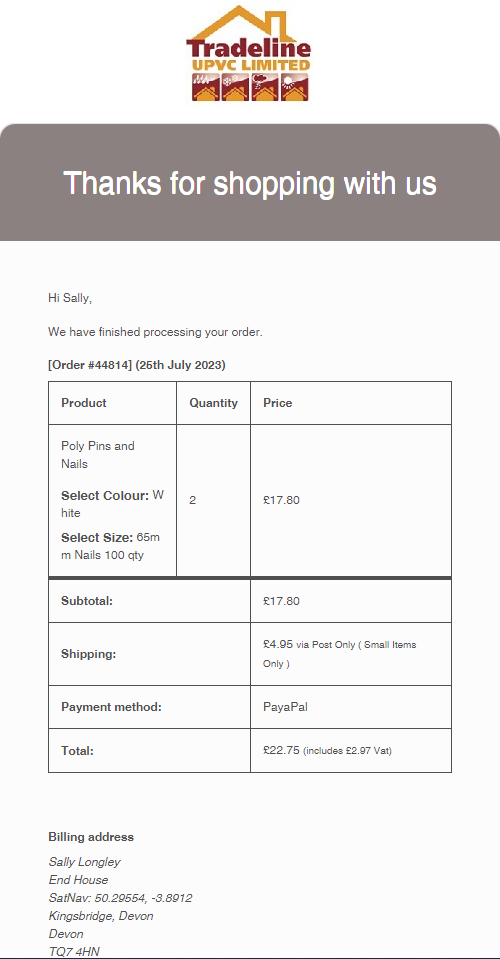 Tradeline
UPVC LIMITED
Thanks for shopping with us
Hi Sally,
We have finished processing your order.
[Order #44814] (25th July 2023)
Product Quantity Price
Poly Pins and
Nails
Select Colour: W
hite
Select Size: 65m
m Nails 100 qty
2
£17.80
Subtotal: £17.80
Shipping: £4.95 via Post Only ( Small Items
Only )
Payment method: PayaPal
Total: £22.75 (includes £2.97 Vat)
Billing address
Sally Longley
End House
SatNav: 50.29554, -3.8912
Kingsbridge, Devon
Devon
TQ7 4HN